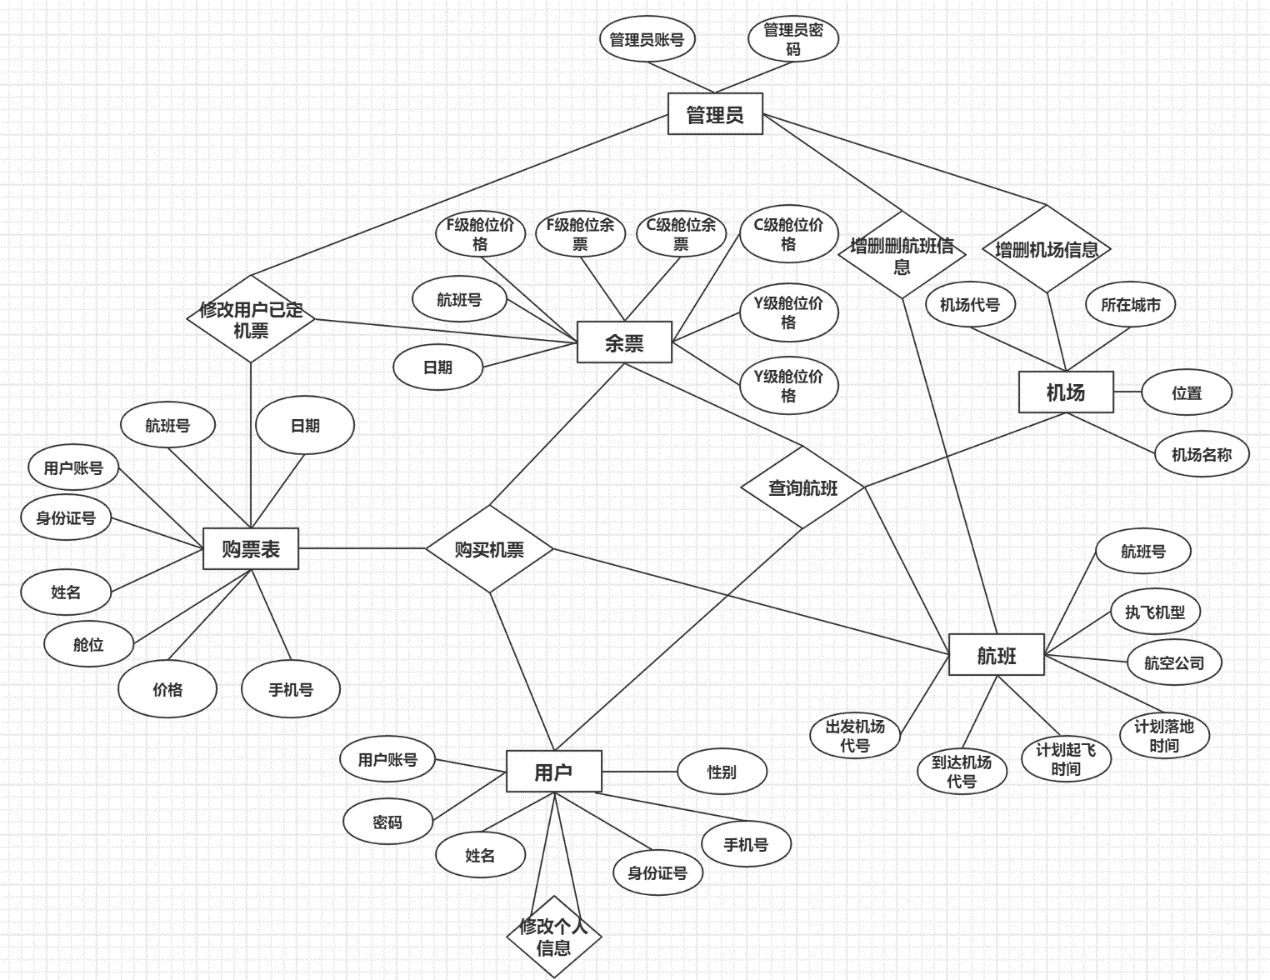 管理员账号
管理员密
码
管理员
F级舱位价
格
F级舱位余
票
C级舱位余
票
C级舱位价
格
增删删航班信
息
增删机场信息
航班号
Y级舱位价
格
机场代号
所在城市
修改用户已定
机票
余票
日期
Y级舱位价
格
机场
位置
航班号
日期
机场名称
用户账号
查询航班
身份证号
购票表
购买机票
航班号
姓名
执飞机型
舱位
航班
航空公司
价格
手机号
出发机场
代号
到达机场
代号
计划起飞
时间
计划落地
时间
用户账号
用户
性别
密码
姓名
身份证号
手机号
修改个人
信息